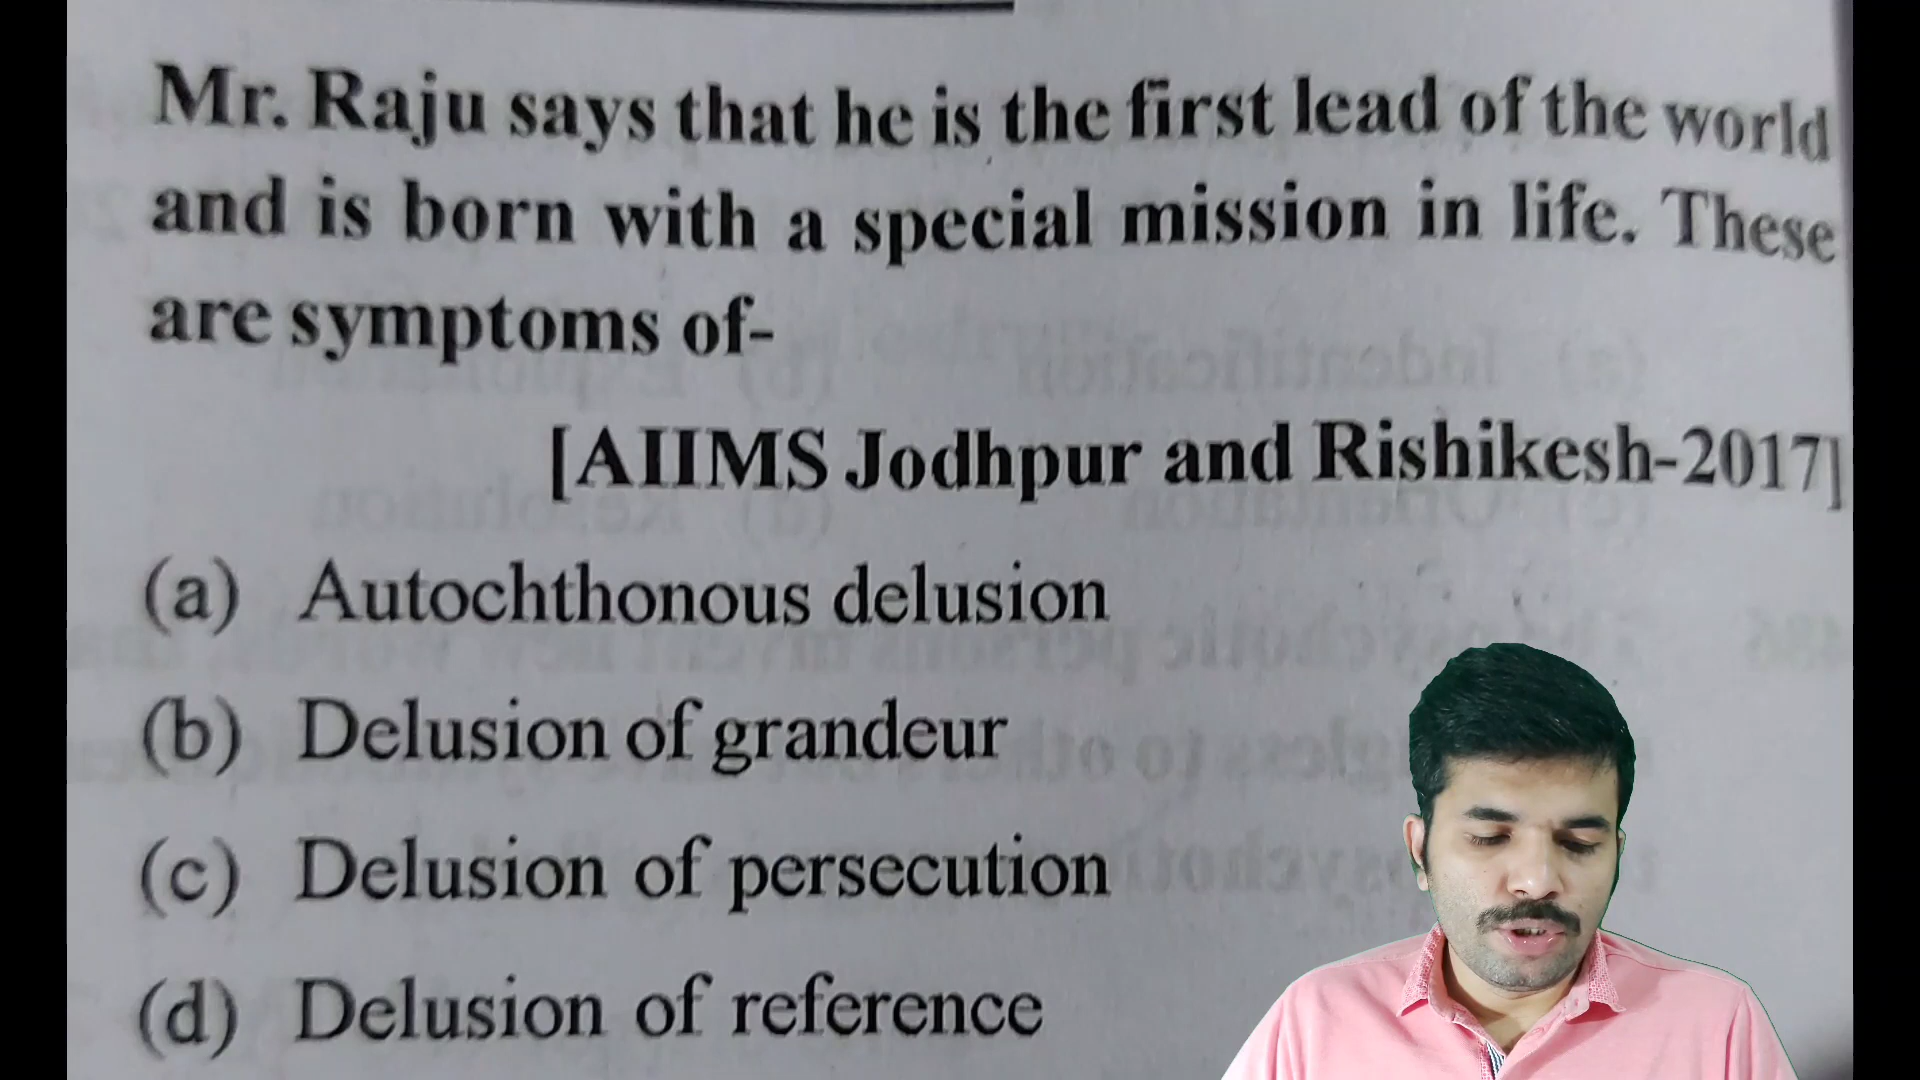 Mr. Raju says that he is the first lead of the world
and is born with a special mission in life. These
are symptoms of-
[AIIMS Jodhpur and Rishikesh-2017]
(a) Autochthonous delusion
(b) Delusion of grandeur
(c) Delusion of persecution
(d) Delusion of reference